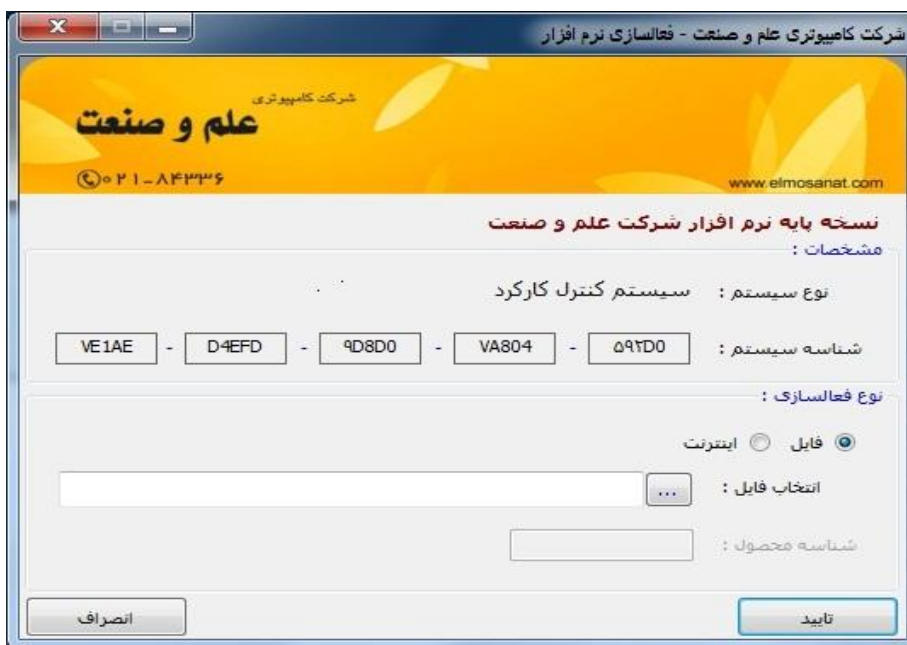 شرکت کامپیوتری علم و صنعت - فعالسازی نرم افزار
شرکت کامپیوتری
علم و صنعت
۰۲۱-۸۴۳۳۶
www.elmosanat.com
نسخه پایه نرم افزار شرکت علم و صنعت
مشخصات :
نوع سیستم : سیستم کنترل کارکرد
شناسه سیستم : VE1AE - D4EFD - ۹D8D0 - VA804 - ۵۹۲D0
نوع فعالسازی :
فایل اینترنت
انتخاب فایل : ...
شناسه محصول :
تایید انصراف